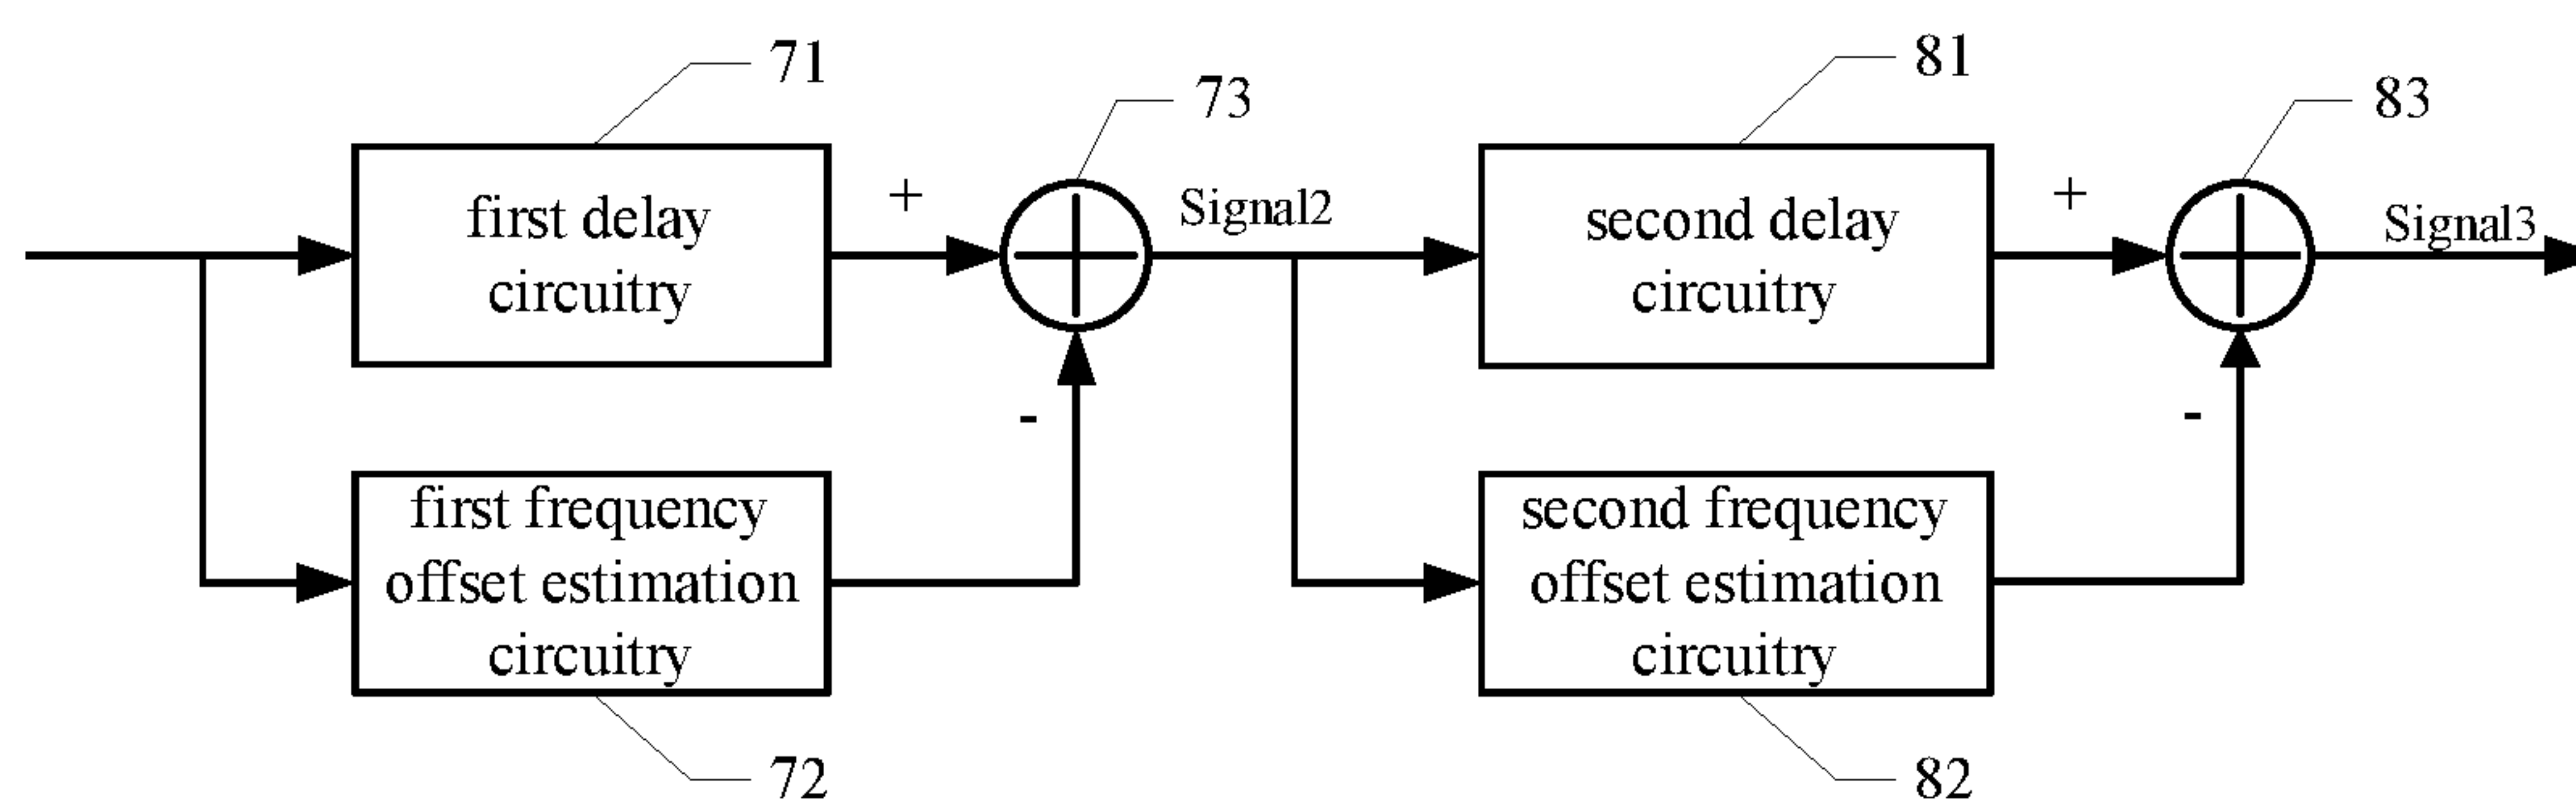 71
73
81
83
first delay
circuitry
+
Signal2
second delay
circuitry
+
Signal3
-
-
first frequency
offset estimation
circuitry
second frequency
offset estimation
circuitry
72
82